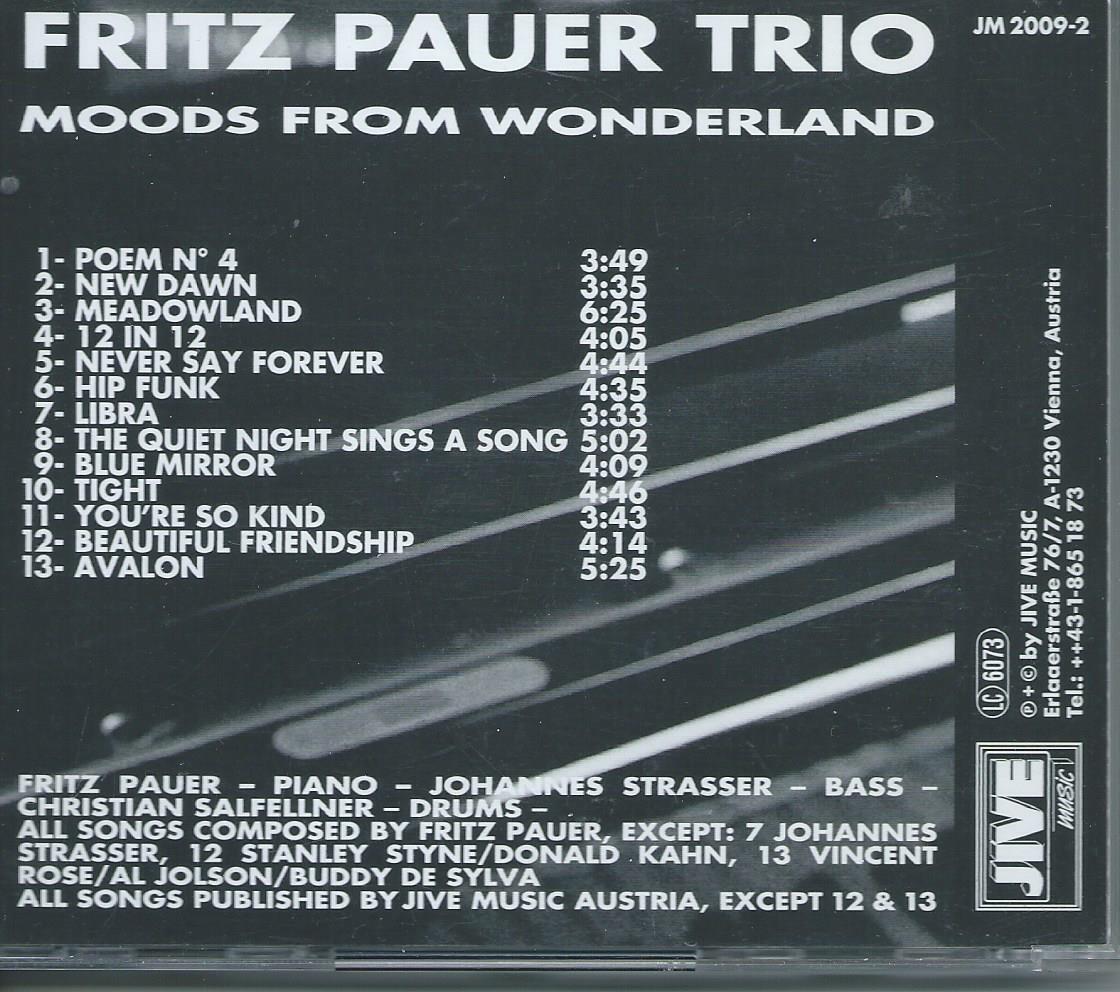 FRITZ PAUER TRIO
JM 2009-2
MOODS FROM WONDERLAND
1- POEM N° 4 3:49
2- NEW DAWN 3:35
3- MEADOWLAND 6:25
4- 12 IN 12 4:05
5- NEVER SAY FOREVER 4:44
6- HIP FUNK 4:35
7- LIBRA 3:33
8- THE QUIET NIGHT SINGS A SONG 5:02
9- BLUE MIRROR 4:09
10- TIGHT 4:46
11- YOU'RE SO KIND 3:43
12- BEAUTIFUL FRIENDSHIP 4:14
13- AVALON 5:25
FRITZ PAUER – PIANO – JOHANNES STRASSER – BASS –
CHRISTIAN SALFELLNER – DRUMS –
ALL SONGS COMPOSED BY FRITZ PAUER, EXCEPT: 7 JOHANNES
STRASSER, 12 STANLEY STYNE/DONALD KAHN, 13 VINCENT
ROSE/AL JOLSON/BUDDY DE SYLVA
ALL SONGS PUBLISHED BY JIVE MUSIC AUSTRIA, EXCEPT 12 & 13
LC 6073
℗ + © by JIVE MUSIC
Erlaaerstraße 76/7, A-1230 Vienna, Austria
Tel.: ++43-1-865 18 73
JIVE
MUSIC